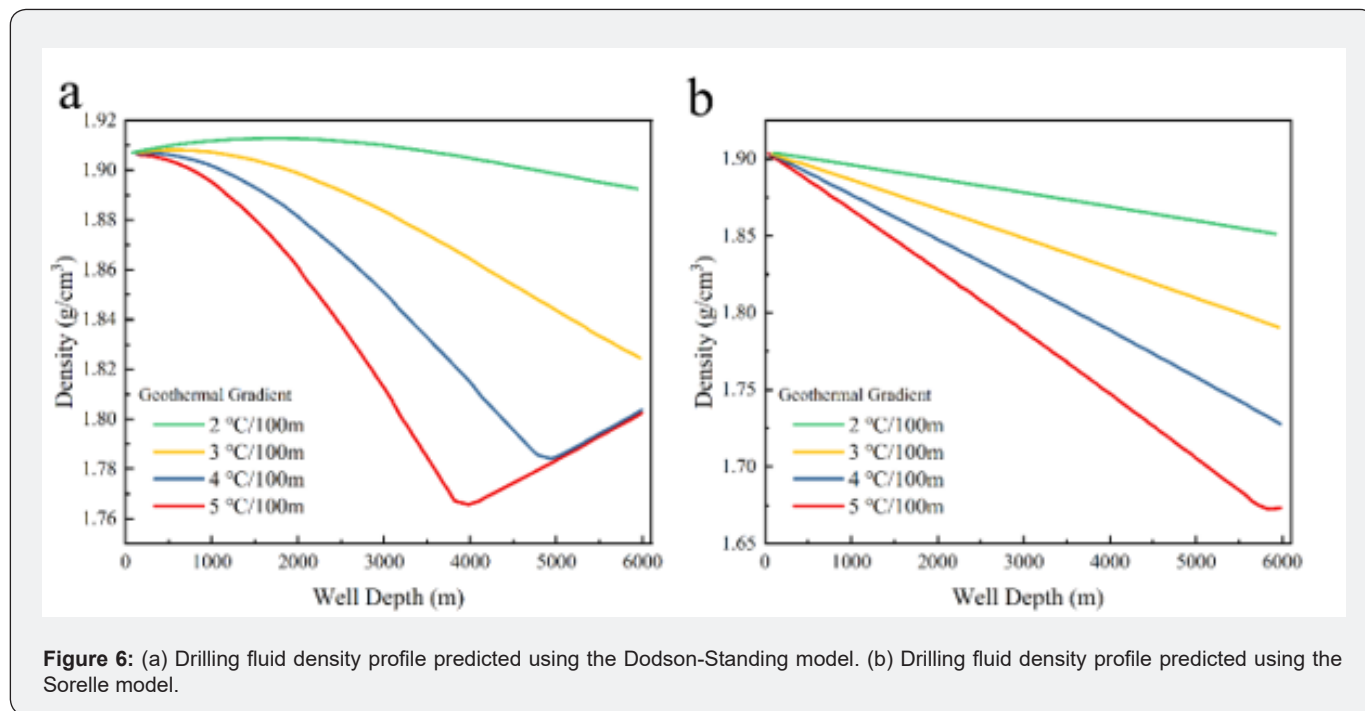 a
1.92
1.90
1.88
1.86
1.84
1.82
1.80
1.78
1.76
Density (g/cm³)
Geothermal Gradient
2 °C/100m
3 °C/100m
4 °C/100m
5 °C/100m
0 1000 2000 3000 4000 5000 6000
Well Depth (m)
b
1.90
1.85
1.80
1.75
1.70
1.65
Density (g/cm³)
Geothermal Gradient
2 °C/100m
3 °C/100m
4 °C/100m
5 °C/100m
0 1000 2000 3000 4000 5000 6000
Well Depth (m)
Figure 6: (a) Drilling fluid density profile predicted using the Dodson-Standing model. (b) Drilling fluid density profile predicted using the
Sorelle model.